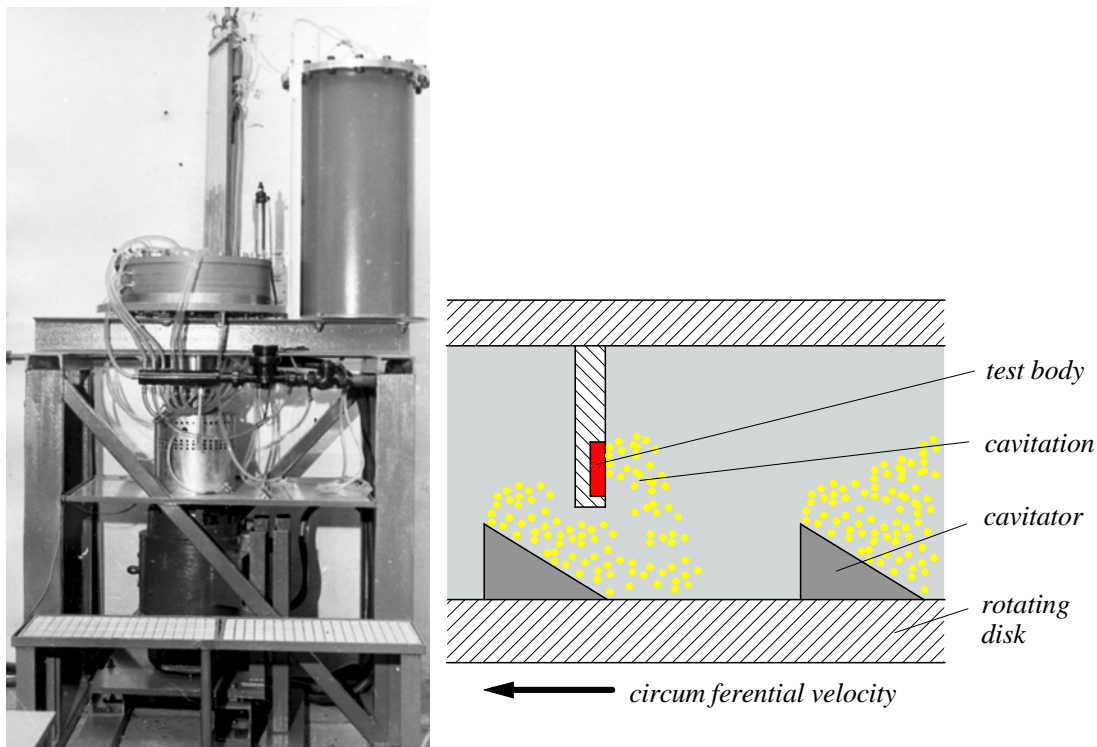 test body
cavitation
cavitator
rotating
disk
circum ferential velocity